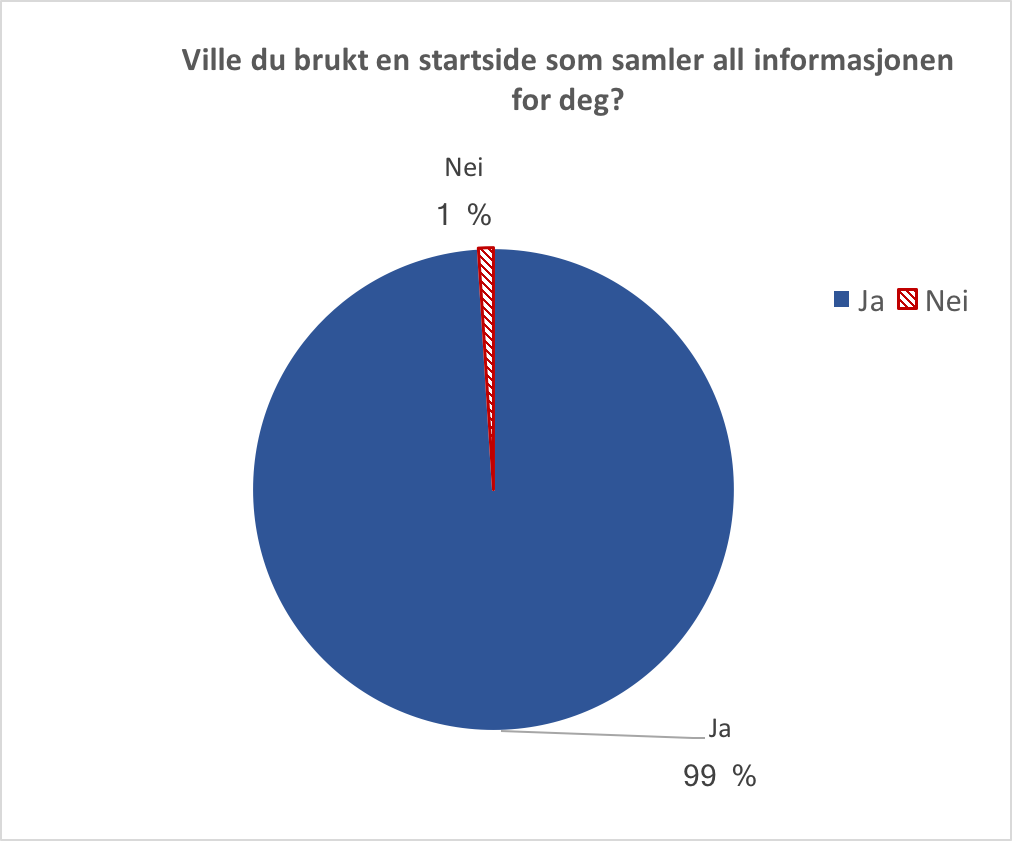 Ville du brukt en startside som samler all informasjonen
for deg?
Nei
1 %
Ja Nei
Ja
99 %